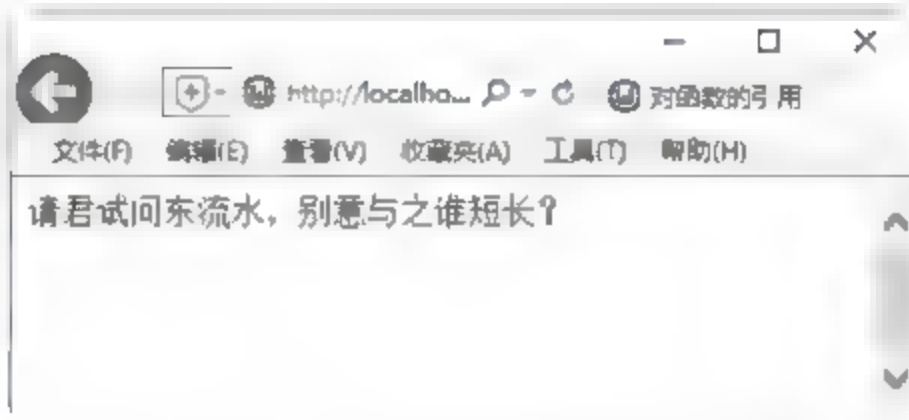 http://localho... 对函数的引用
文件(F) 编辑(E) 查看(V) 收藏夹(A) 工具(T) 帮助(H)
请君试问东流水，别意与之谁短长？